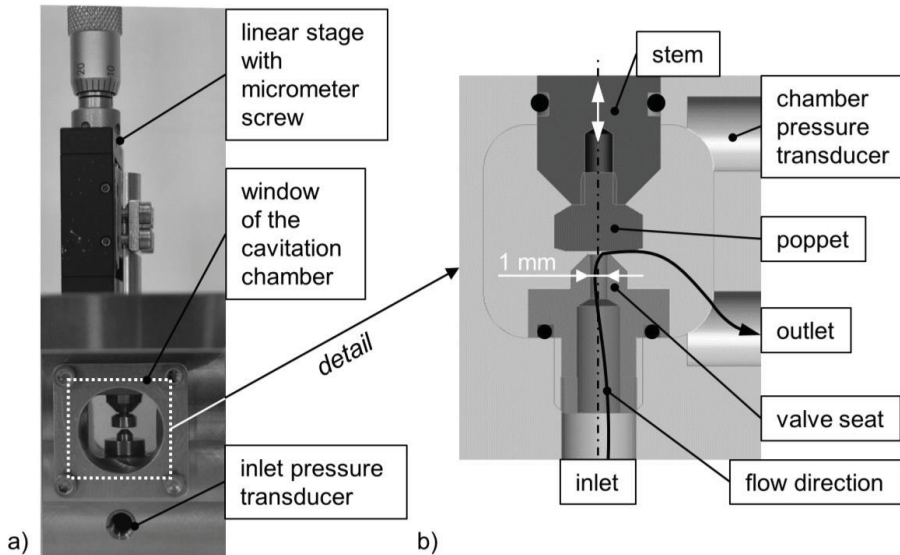 linear stage
with
micrometer
screw
20
10
window
of the
cavitation
chamber
detail
inlet pressure
transducer
a)
stem
chamber
pressure
transducer
poppet
1 mm
outlet
valve seat
inlet
flow direction
b)